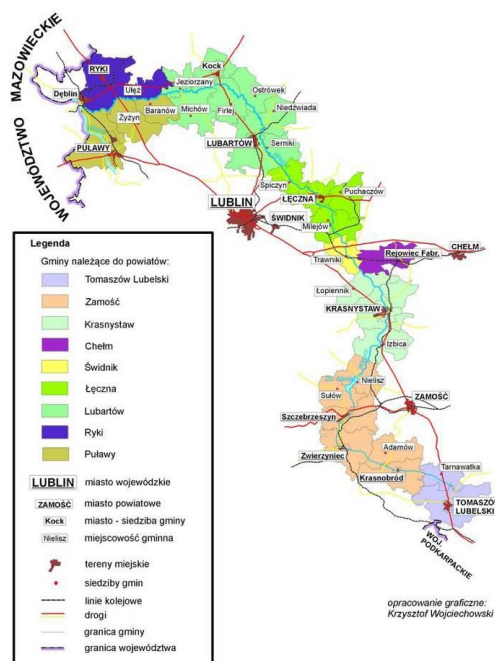 WOJEWÓDZTWO MAZOWIECKIE
RYKI
Kock
Dęblin
Ułęż
Jeziorzany
Ostrówek
Baranów
Michów
Firlej
Niedźwiada
Żyżyn
PUŁAWY
LUBARTÓW
Serniki
Spiczyn
Puchaczów
ŁĘCZNA
LUBLIN
ŚWIDNIK
Milejów
CHEŁM
Trawniki
Rejowiec Fabr.
Łopiennik
KRASNYSTAW
Izbica
Nielisz
Sułów
ZAMOŚĆ
Szczebrzeszyn
Adamów
Zwierzyniec
Tarnawatka
Krasnobród
TOMASZÓW
LUBELSKI
WOJ.
PODKARPACKIE
Legenda
Gminy należące do powiatów:
Tomaszów Lubelski
Zamość
Krasnystaw
Chełm
Świdnik
Łęczna
Lubartów
Ryki
Puławy
LUBLIN miasto wojewódzkie
ZAMOŚĆ miasto powiatowe
Kock miasto - siedziba gminy
Nielisz miejscowość gminna
tereny miejskie
siedziby gmin
linie kolejowe
drogi
granica gminy
granica województwa
opracowanie graficzne:
Krzysztof Wojciechowski